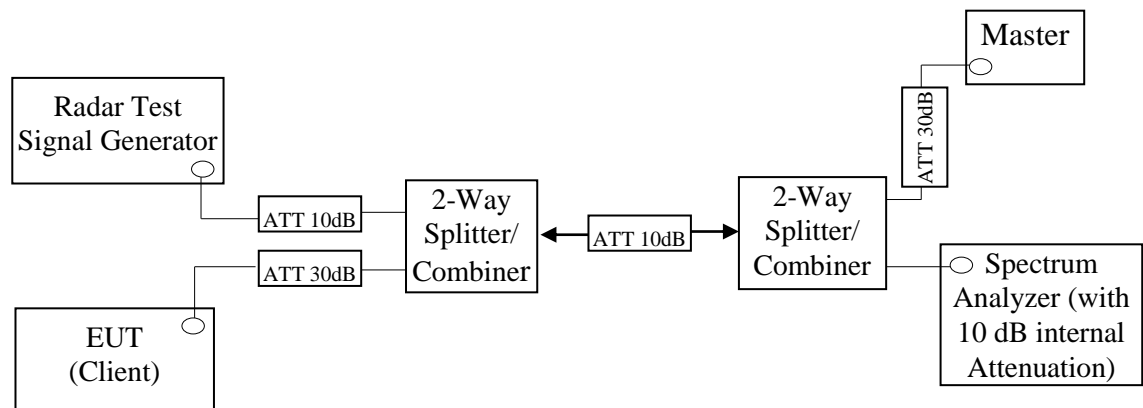 Radar Test
Signal Generator
ATT 10dB
ATT 30dB
EUT
(Client)
2-Way
Splitter/
Combiner
ATT 10dB
2-Way
Splitter/
Combiner
ATT 30dB
Master
Spectrum
Analyzer (with
10 dB internal
Attenuation)